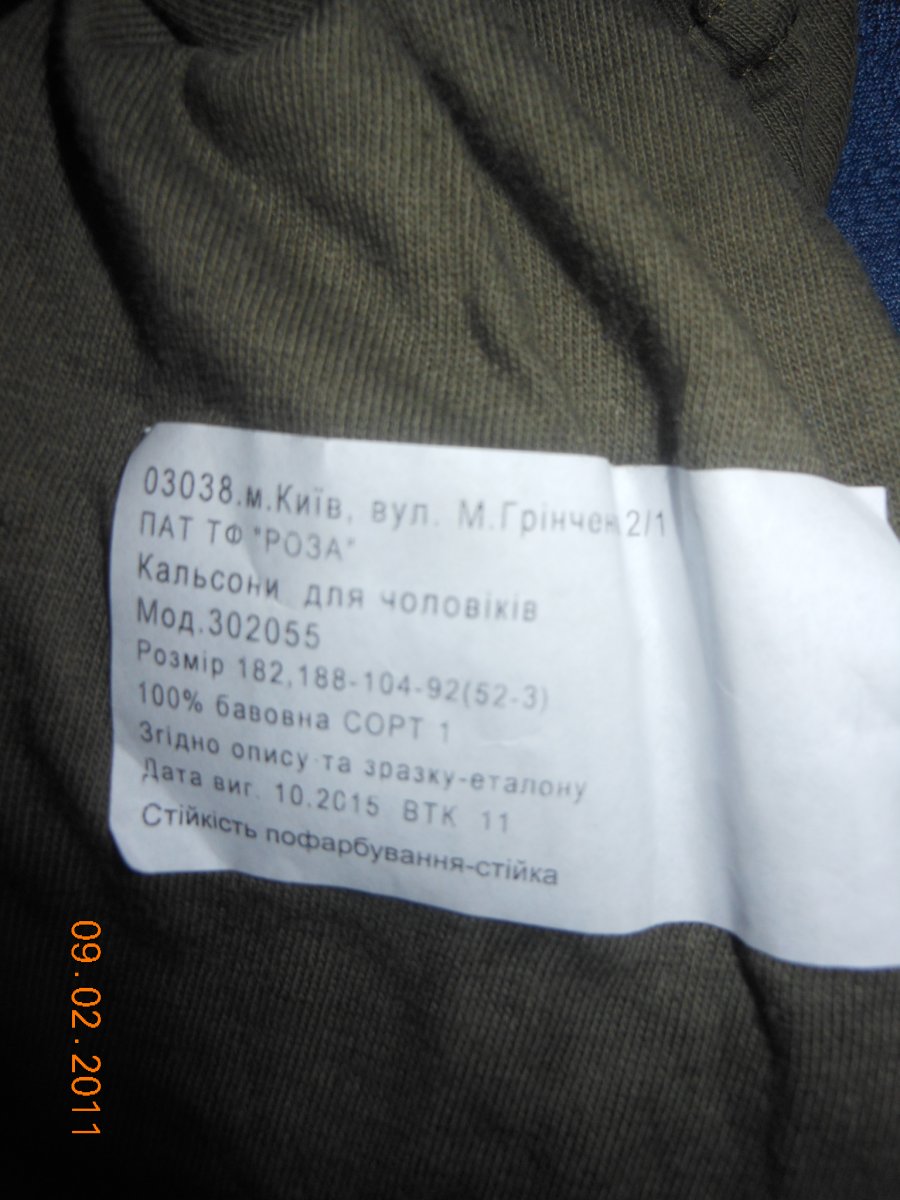 03038.м.Київ, вул. М.Грінчен 2/1
ПАТ ТФ "РОЗА"
Кальсони для чоловіків
Мод.302055
Розмір 182,188-104-92(52-3)
100% бавовна СОРТ 1
Згідно опису та зразку-еталону
Дата виг. 10.2015 ВТК 11
Стійкість пофарбування-стійка
09.02.2011